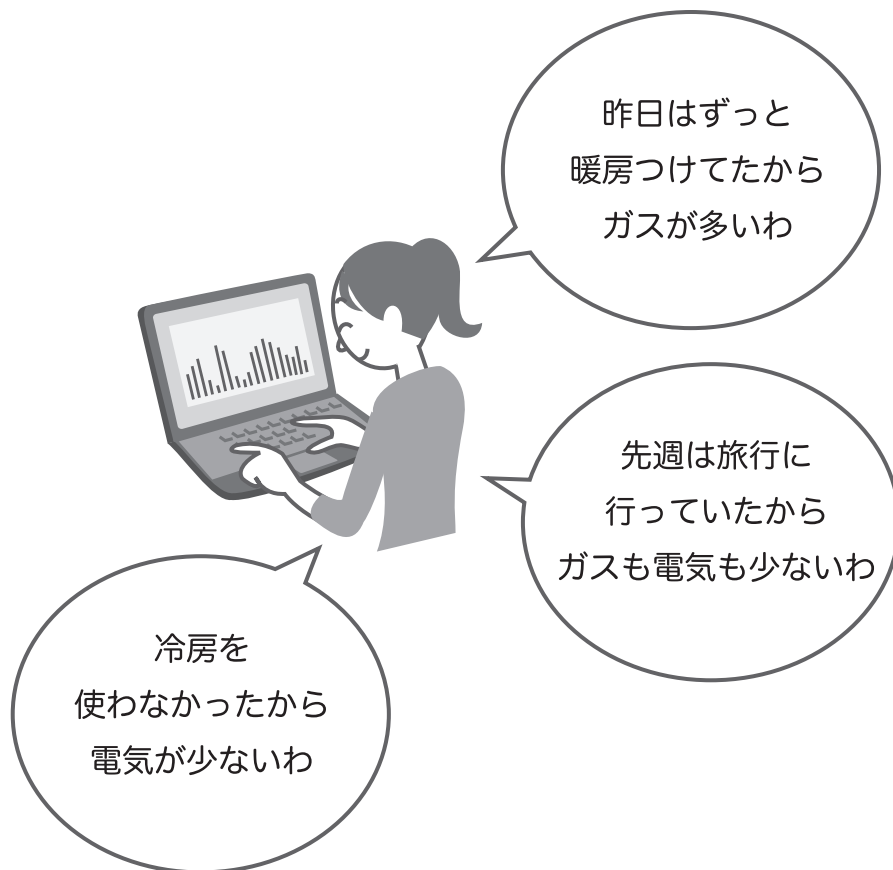 昨日はずっと
暖房つけてたから
ガスが多いわ
先週は旅行に
行っていたから
ガスも電気も少ないわ
冷房を
使わなかったから
電気が少ないわ